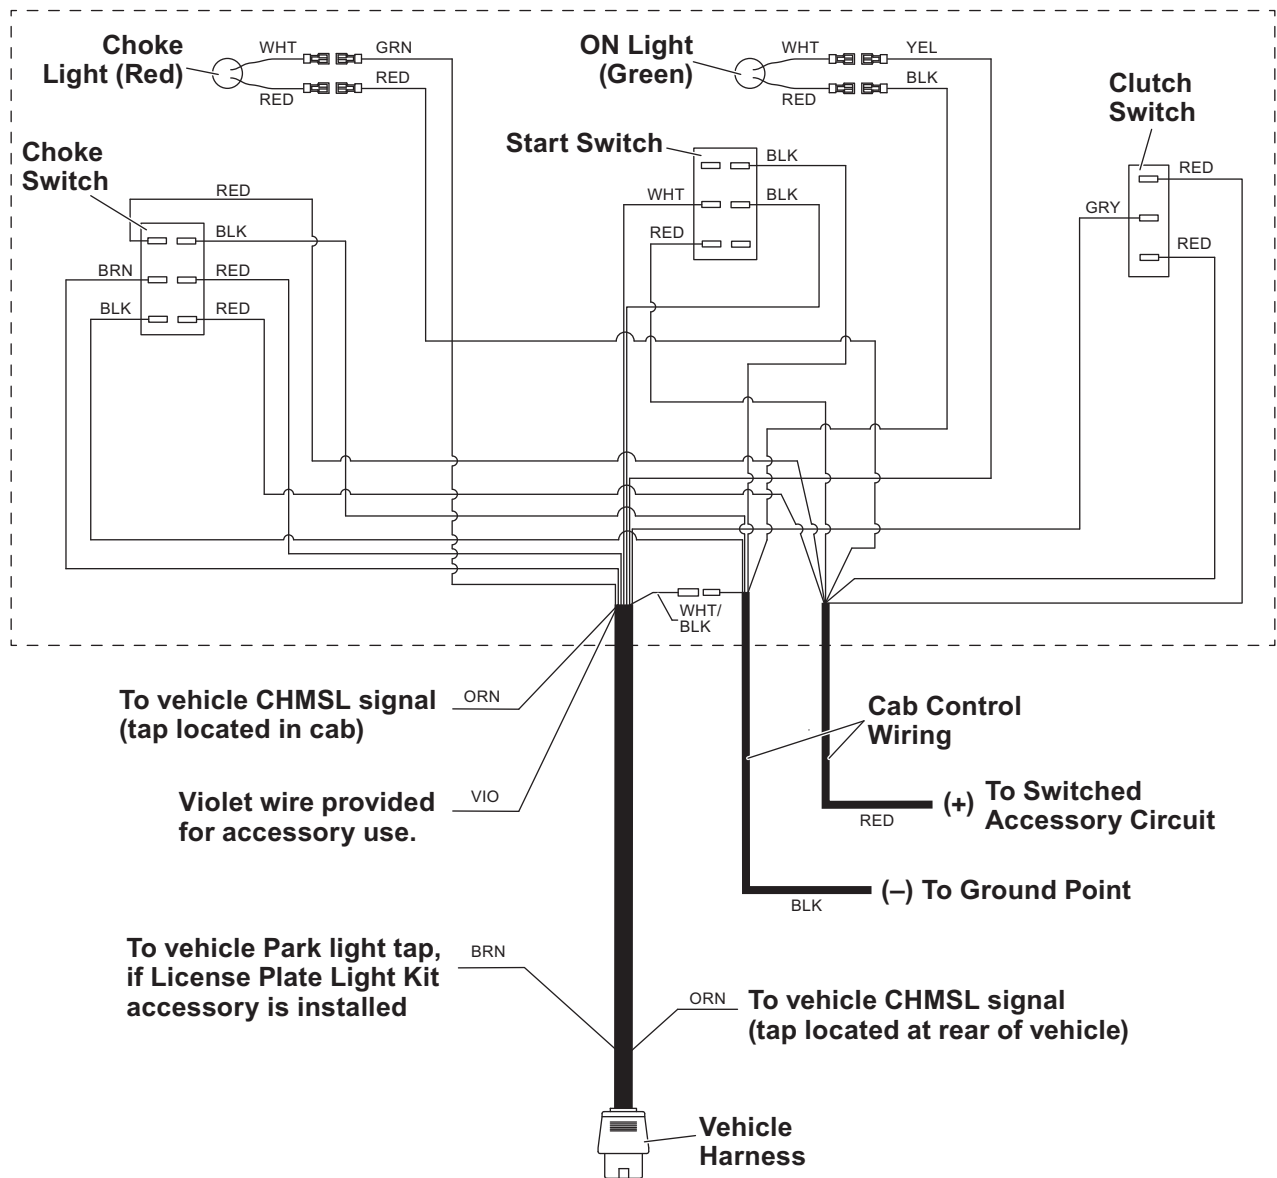 Choke
Light (Red)
WHT
GRN
RED
RED
ON Light
(Green)
WHT
YEL
RED
BLK
Clutch
Switch
RED
GRY
RED
Choke
Switch
RED
BLK
BRN
RED
BLK
RED
Start Switch
BLK
WHT
BLK
RED
WHT/
BLK
To vehicle CHMSL signal
(tap located in cab)
ORN
Violet wire provided
for accessory use.
VIO
Cab Control
Wiring
(+) To Switched
Accessory Circuit
RED
(–) To Ground Point
BLK
To vehicle Park light tap,
if License Plate Light Kit
accessory is installed
BRN
ORN
To vehicle CHMSL signal
(tap located at rear of vehicle)
Vehicle
Harness